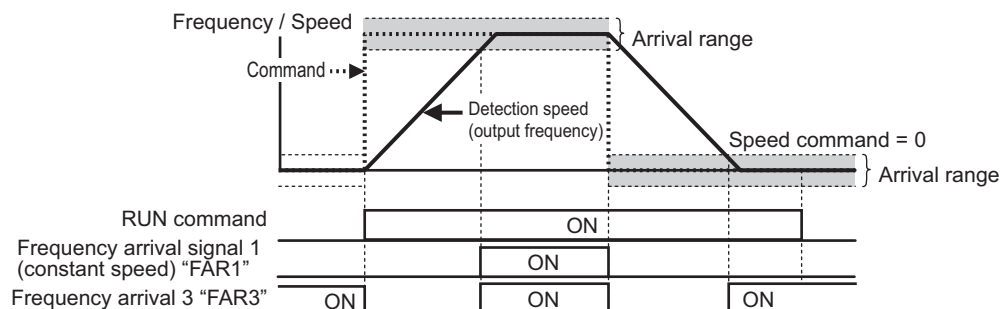 Frequency / Speed
Arrival range
Command
Detection speed
(output frequency)
Speed command = 0
Arrival range
RUN command
ON
Frequency arrival signal 1
(constant speed) “FAR1”
ON
Frequency arrival 3 “FAR3”
ON
ON
ON